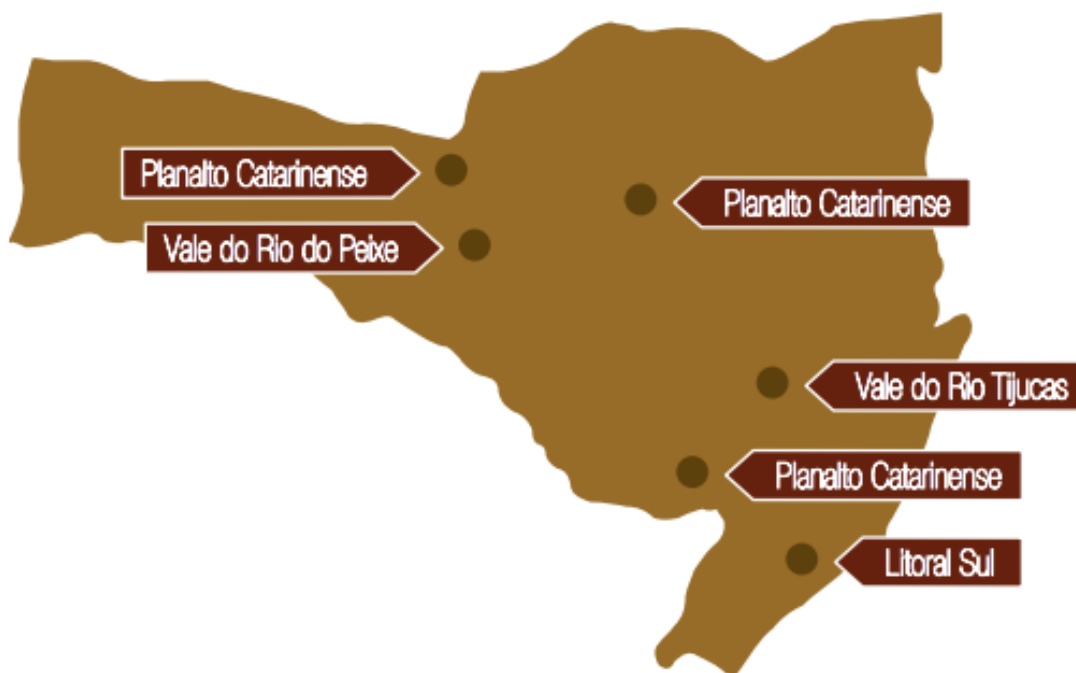 Planalto Catarinense
Planalto Catarinense
Vale do Rio do Peixe
Vale do Rio Tijucas
Planalto Catarinense
Litoral Sul